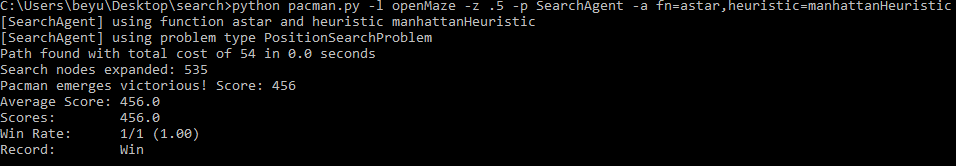 C:\Users\beyu\Desktop\search>python pacman.py -l openMaze -z .5 -p SearchAgent -a fn=astar,heuristic=manhattanHeuristic
[SearchAgent] using function astar and heuristic manhattanHeuristic
[SearchAgent] using problem type PositionSearchProblem
Path found with total cost of 54 in 0.0 seconds
Search nodes expanded: 535
Pacman emerges victorious! Score: 456
Average Score: 456.0
Scores:        456.0
Win Rate:      1/1 (1.00)
Record:        Win